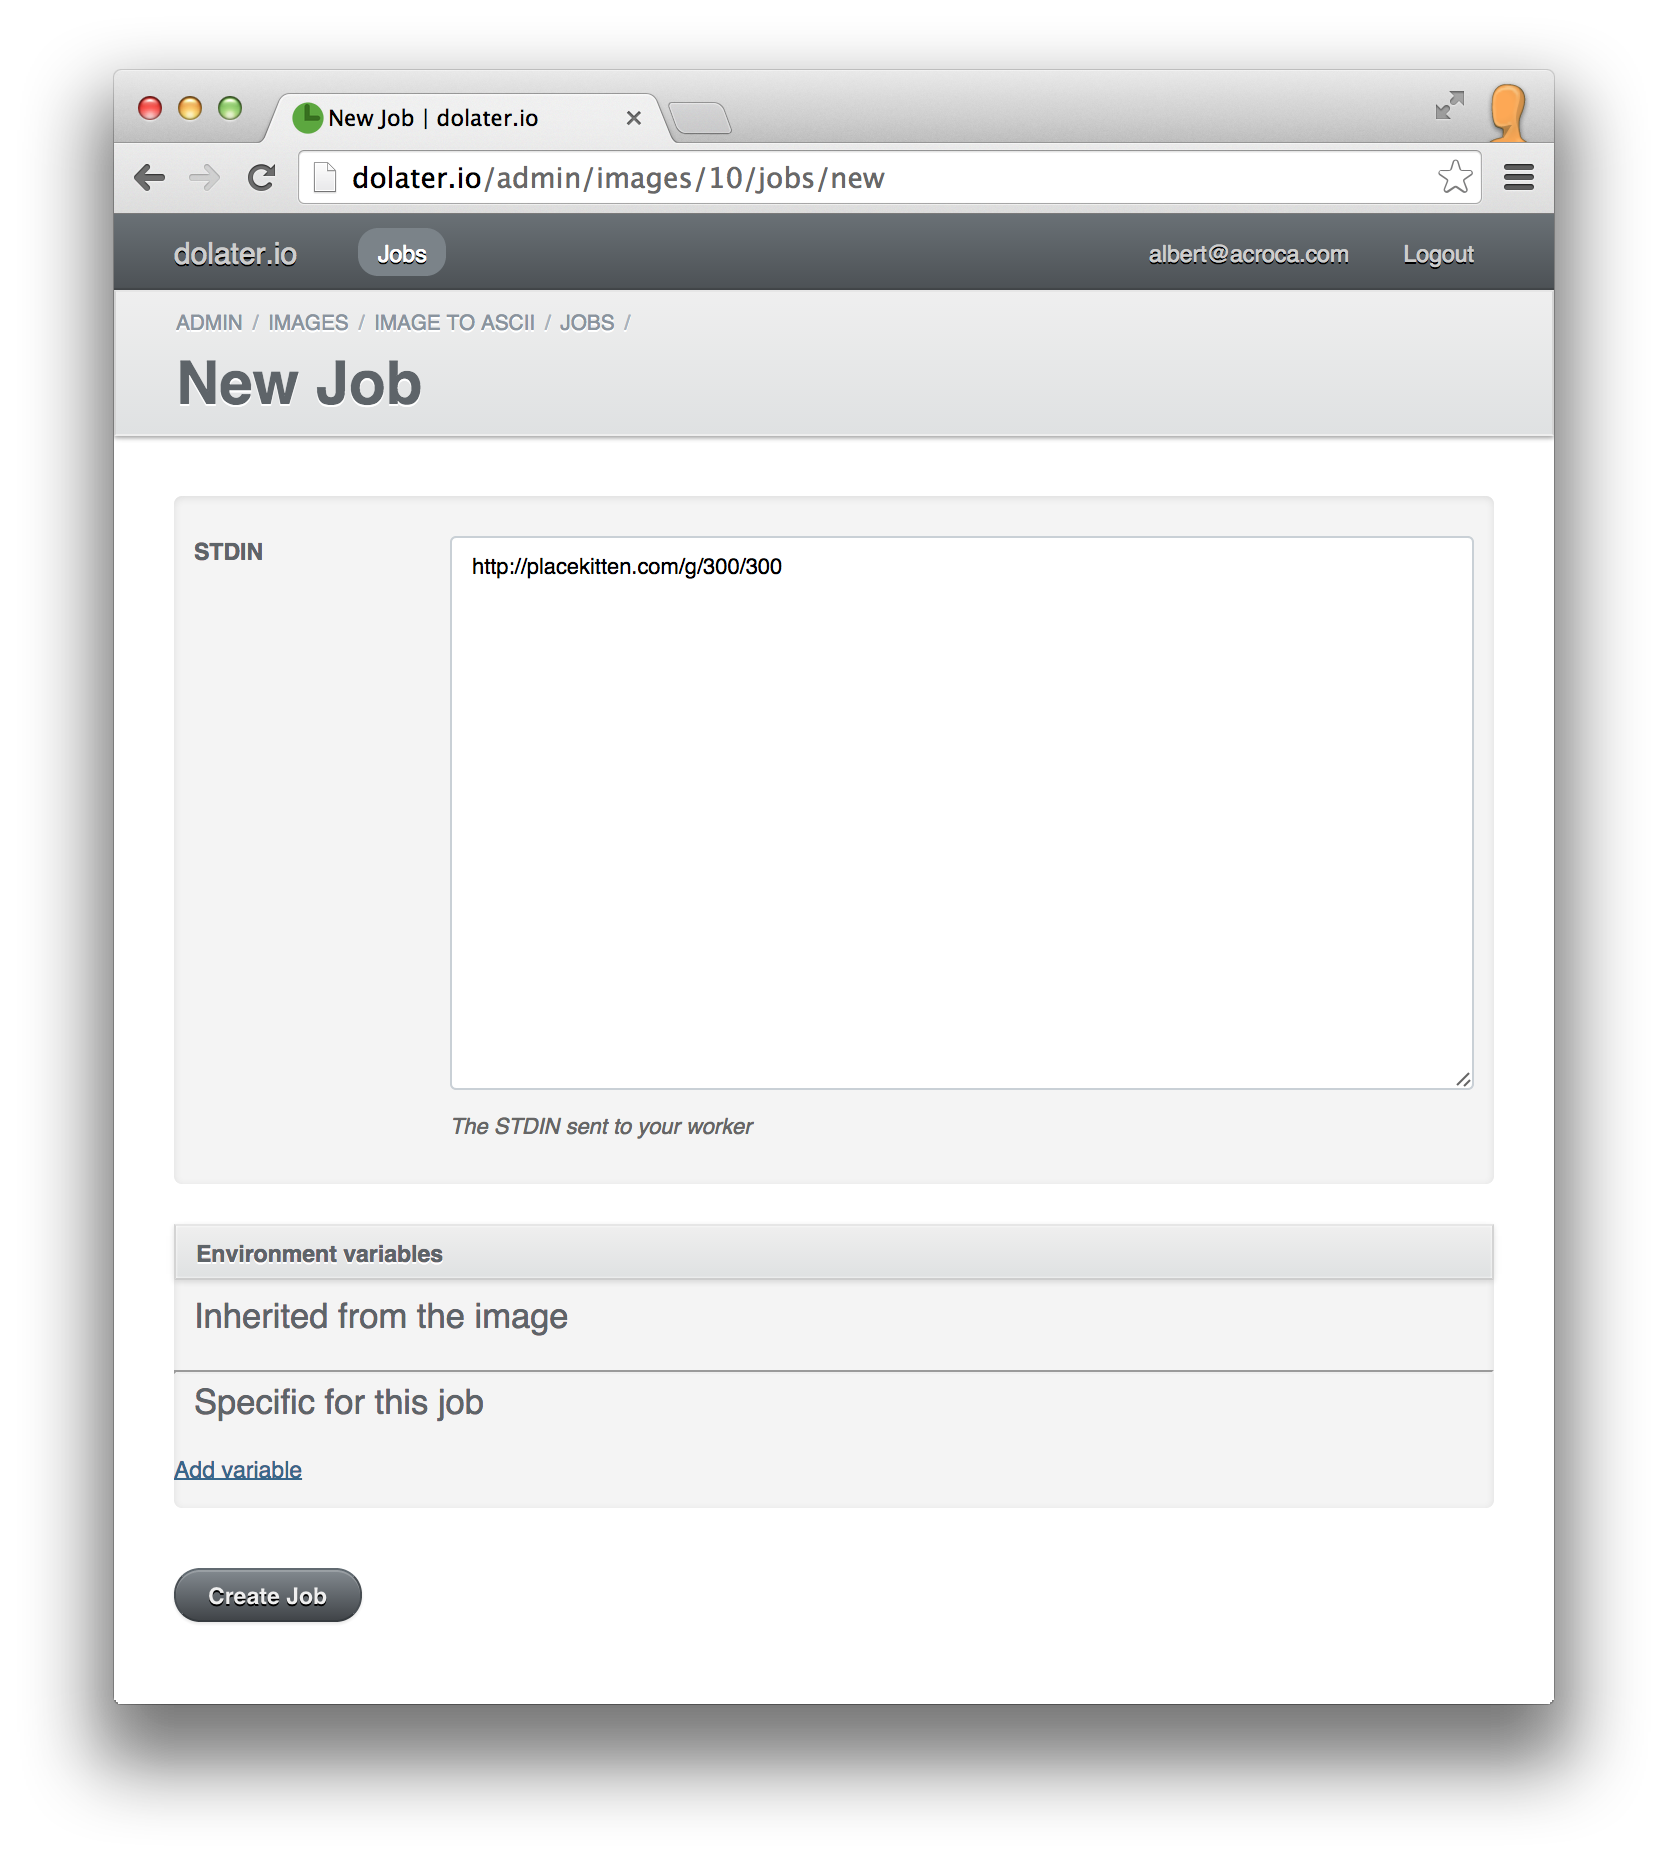 New Job | dolater.io
dolater.io/admin/images/10/jobs/new
dolater.io Jobs albert@acroca.com Logout
ADMIN / IMAGES / IMAGE TO ASCII / JOBS /
New Job
STDIN
http://placekitten.com/g/300/300
The STDIN sent to your worker
Environment variables
Inherited from the image
Specific for this job
Add variable
Create Job